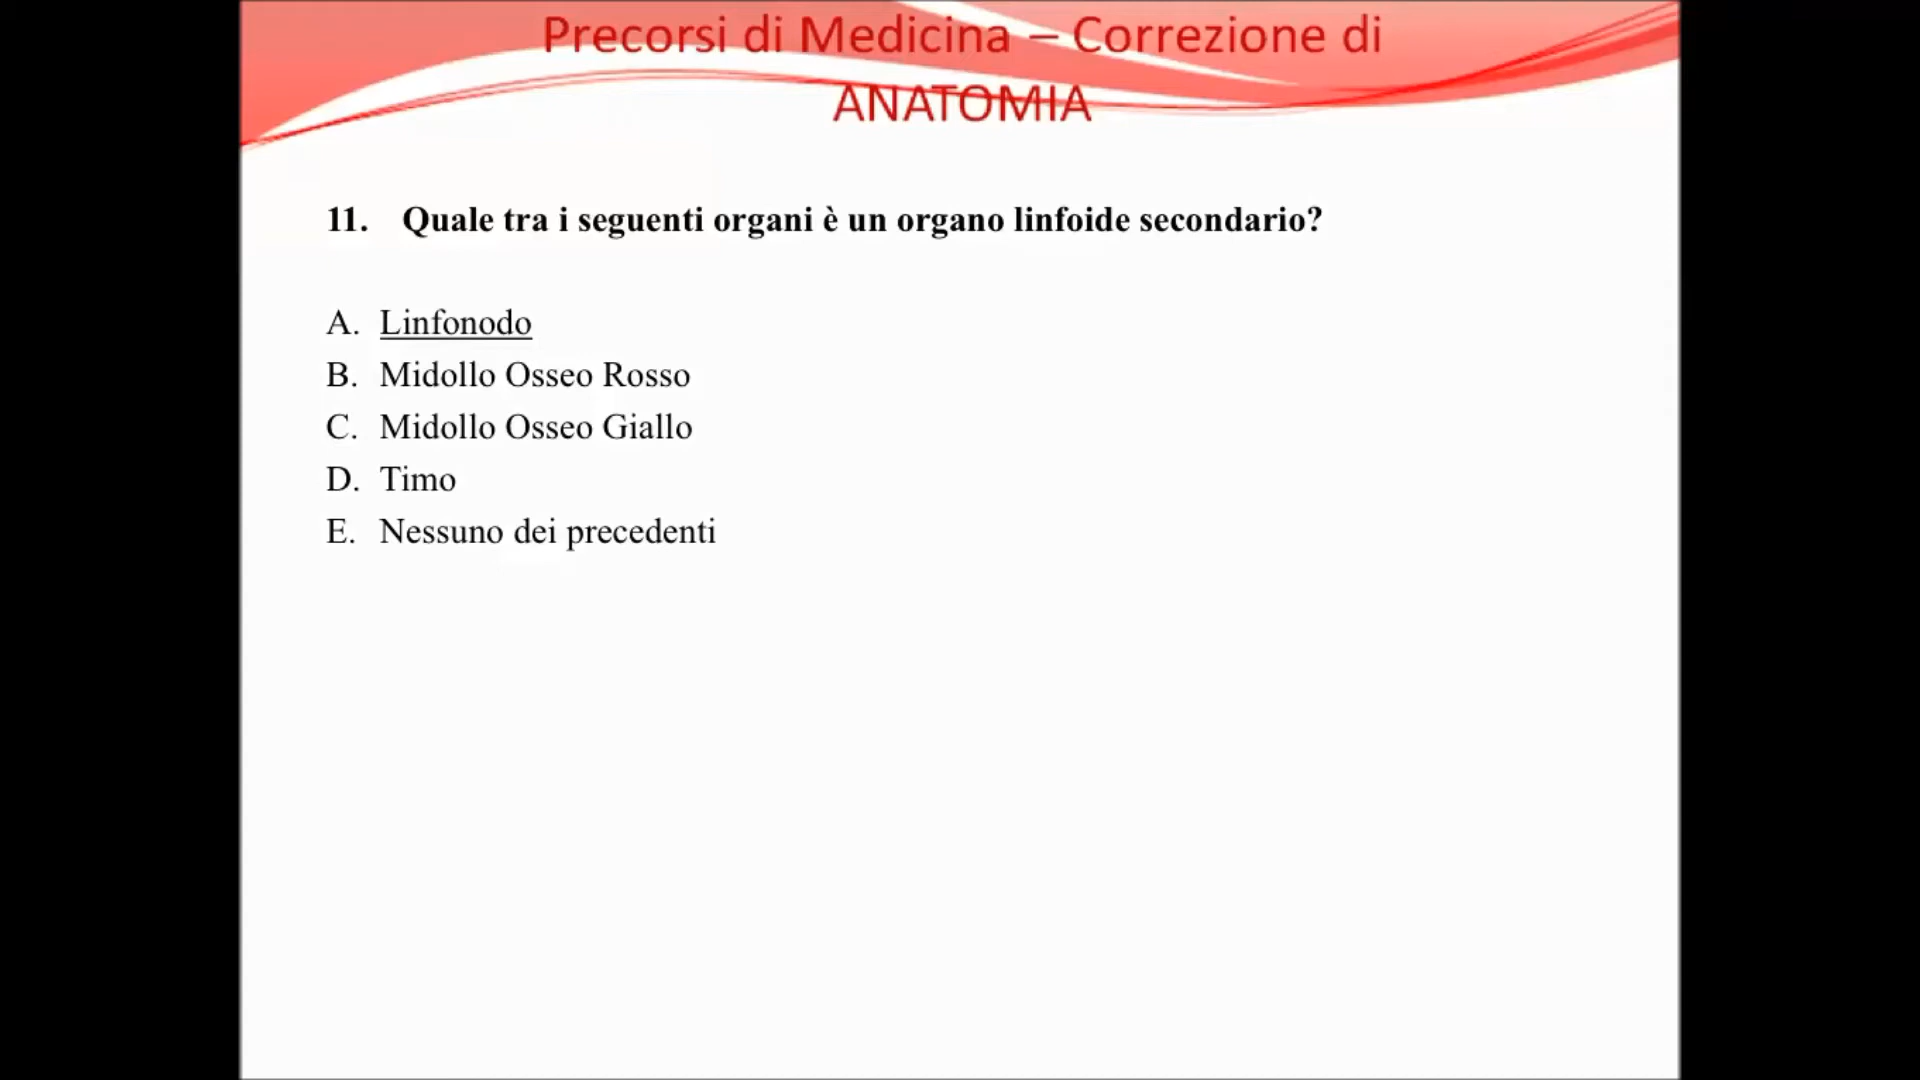 Precorsi di Medicina – Correzione di
ANATOMIA
11. Quale tra i seguenti organi è un organo linfoide secondario?
A. Linfonodo
B. Midollo Osseo Rosso
C. Midollo Osseo Giallo
D. Timo
E. Nessuno dei precedenti